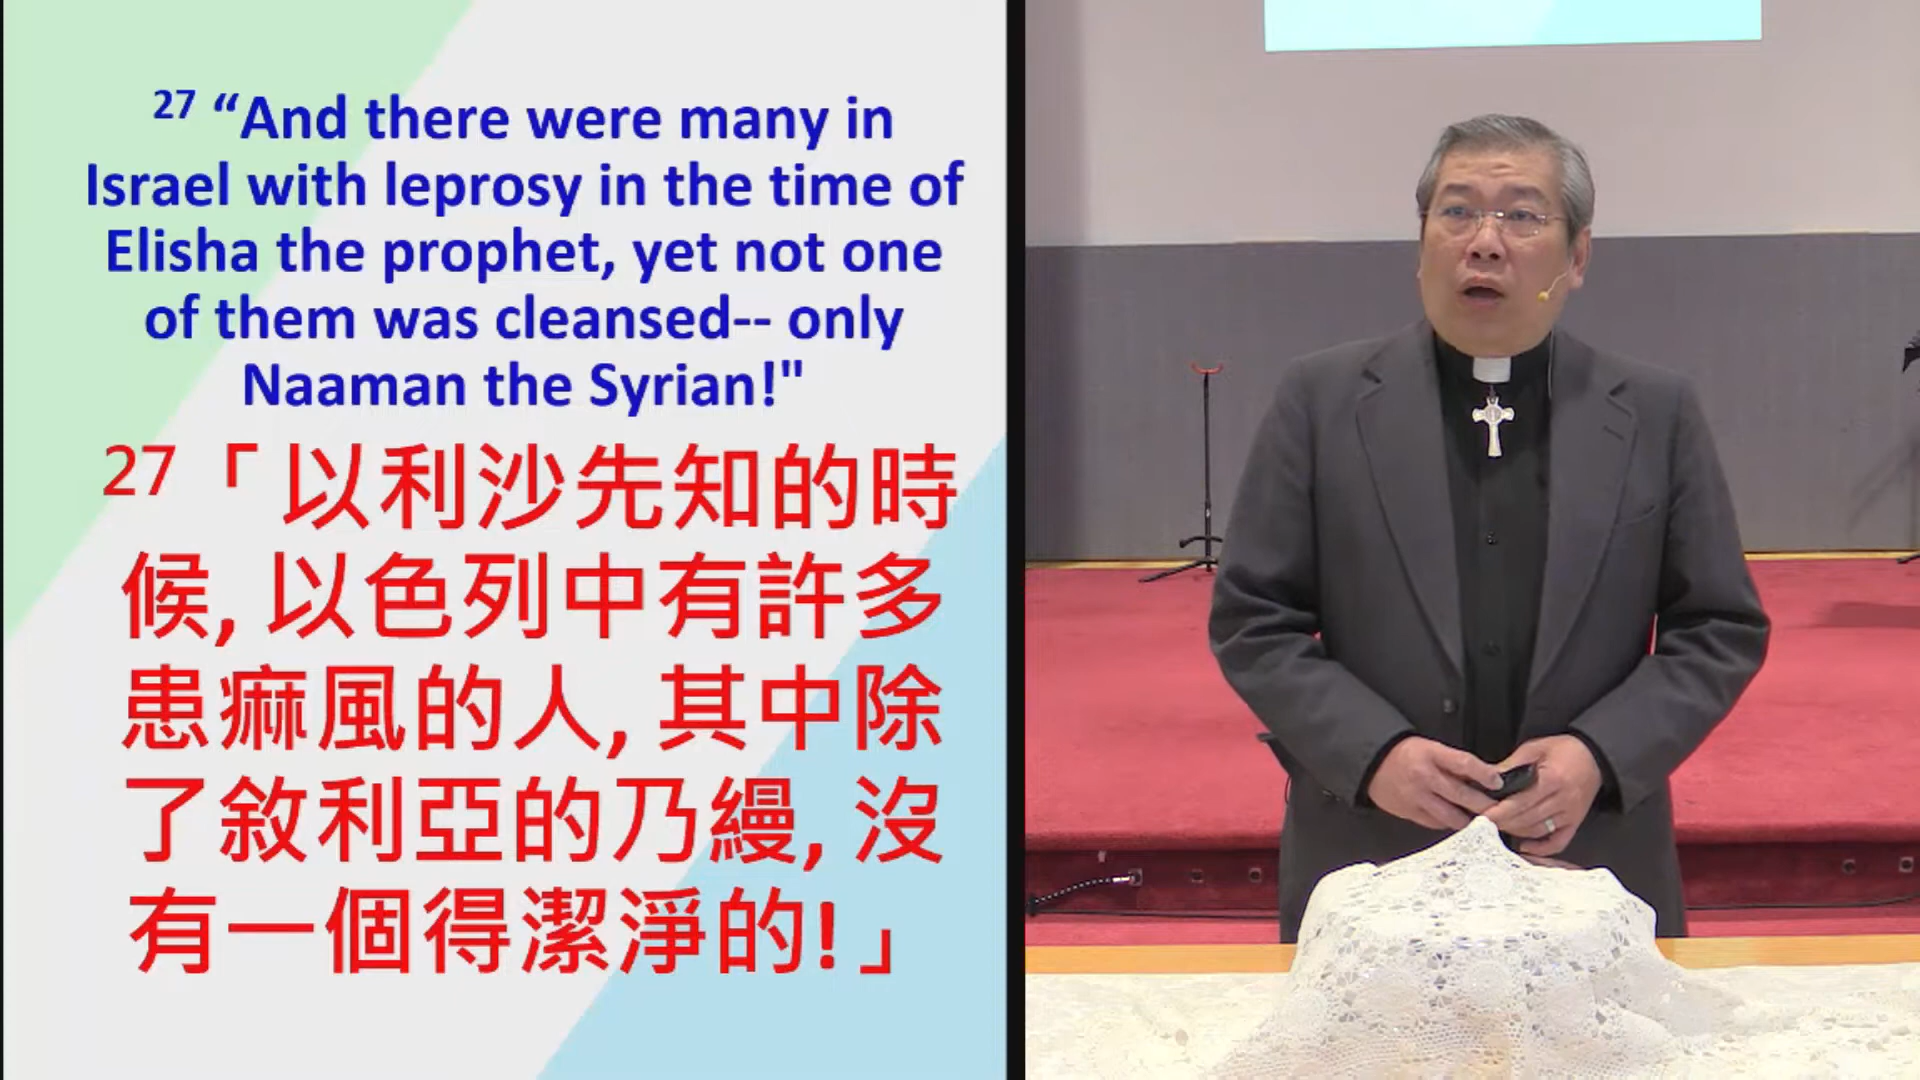 27 “And there were many in
Israel with leprosy in the time of
Elisha the prophet, yet not one
of them was cleansed-- only
Naaman the Syrian!"
27「以利沙先知的時
候, 以色列中有許多
患痲風的人, 其中除
了敘利亞的乃縵, 沒
有一個得潔淨的!」